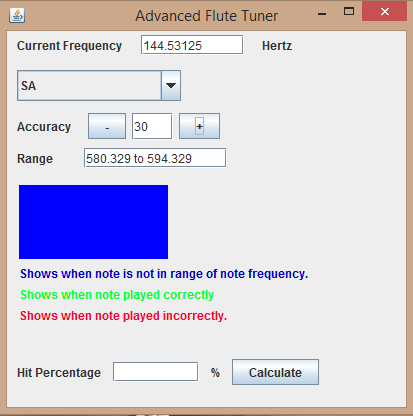 Advanced Flute Tuner
Current Frequency 144.53125 Hertz
SA
Accuracy - 30 +
Range 580.329 to 594.329
Shows when note is not in range of note frequency.
Shows when note played correctly
Shows when note played incorrectly.
Hit Percentage % Calculate